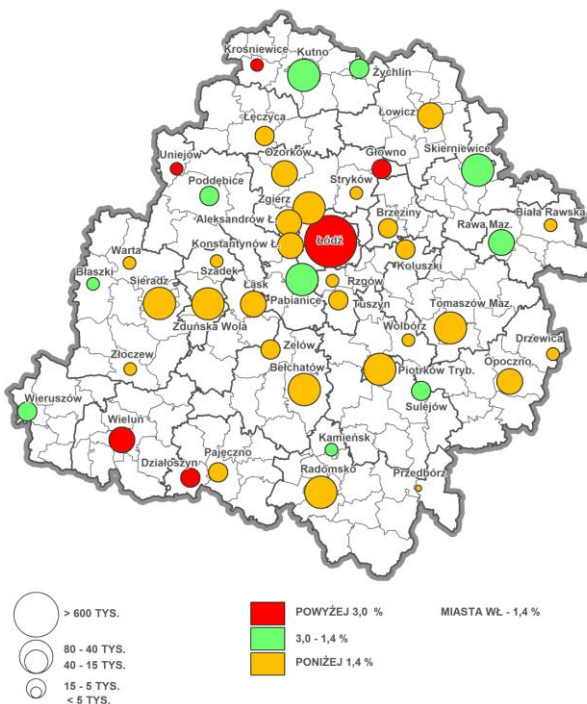 Krośniewice
Kutno
Żychlin
Łęczyca
Łowicz
Uniejów
Ozorków
Głowno
Skierniewice
Poddębice
Stryków
Zgierz
Aleksandrów Ł.
Brzeziny
Rawa Maz.
Biała Rawska
Konstantynów Ł.
Łódź
Koluszki
Warta
Szadek
Błaszki
Sieradz
Łask
Pabianice
Rzgów
Tuszyn
Zduńska Wola
Tomaszów Maz.
Wolbórz
Drzewica
Złoczew
Zelów
Bełchatów
Piotrków Tryb.
Opoczno
Wieruszów
Sulejów
Wieluń
Kamieńsk
Działoszyn
Pajęczno
Radomsko
Przedbórz
> 600 TYS.
80 - 40 TYS.
40 - 15 TYS.
15 - 5 TYS.
< 5 TYS.
POWYŻEJ 3,0 %
3,0 - 1,4 %
PONIŻEJ 1,4 %
MIASTA WŁ - 1,4 %